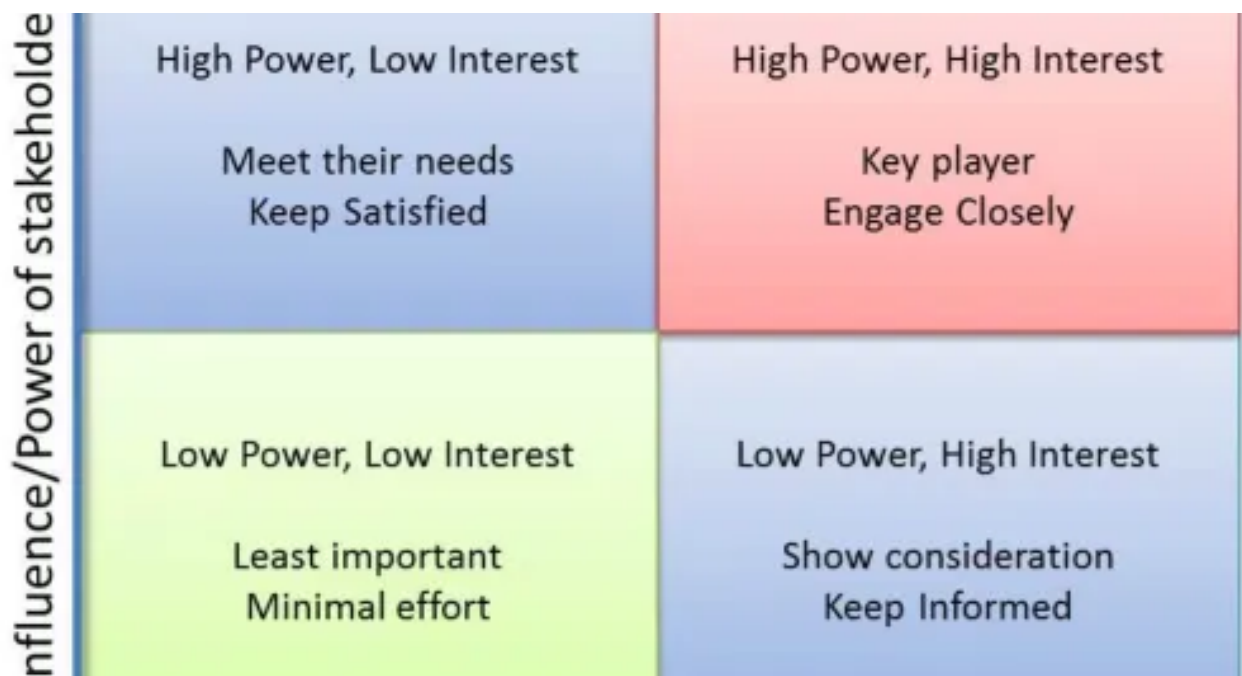 nfluence/Power of stakeholde
High Power, Low Interest
Meet their needs
Keep Satisfied
High Power, High Interest
Key player
Engage Closely
Low Power, Low Interest
Least important
Minimal effort
Low Power, High Interest
Show consideration
Keep Informed